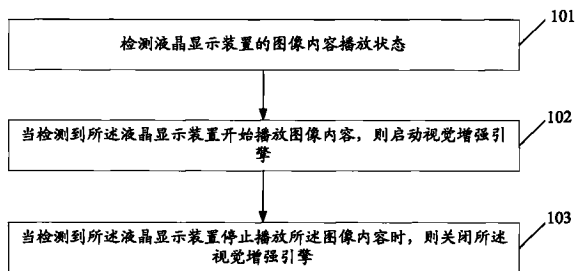 101
检测液晶显示装置的图像内容播放状态
102
当检测到所述液晶显示装置开始播放图像内容,则启动视觉增强引
擎
103
当检测到所述液晶显示装置停止播放所述图像内容时,则关闭所述
视觉增强引擎